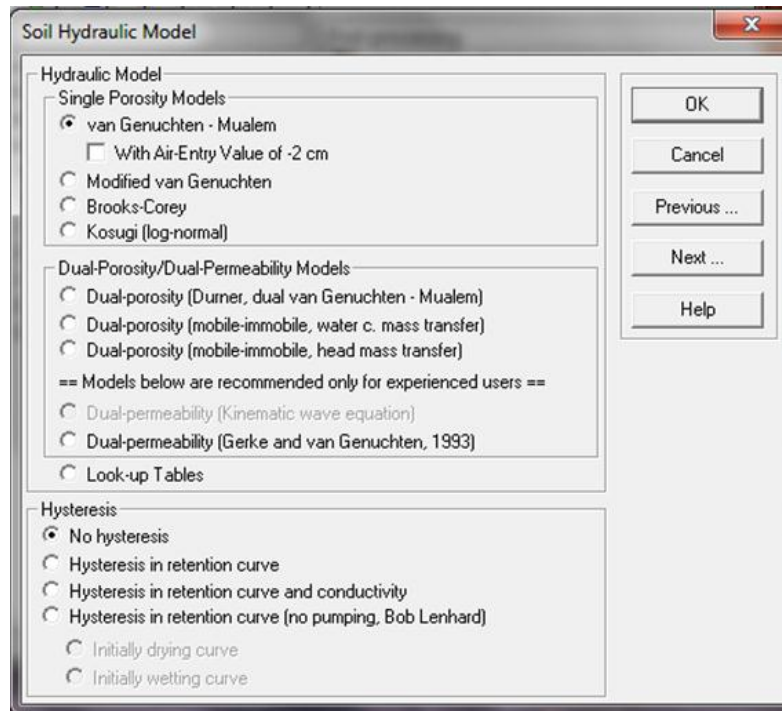 Soil Hydraulic Model
Hydraulic Model
Single Porosity Models
van Genuchten - Mualem
With Air-Entry Value of -2 cm
Modified van Genuchten
Brooks-Corey
Kosugi (log-normal)
Dual-Porosity/Dual-Permeability Models
Dual-porosity (Durner, dual van Genuchten - Mualem)
Dual-porosity (mobile-immobile, water c. mass transfer)
Dual-porosity (mobile-immobile, head mass transfer)
== Models below are recommended only for experienced users ==
Dual-permeability (Kinematic wave equation)
Dual-permeability (Gerke and van Genuchten, 1993)
Look-up Tables
Hysteresis
No hysteresis
Hysteresis in retention curve
Hysteresis in retention curve and conductivity
Hysteresis in retention curve (no pumping, Bob Lenhard)
Initially drying curve
Initially wetting curve
OK
Cancel
Previous ...
Next ...
Help